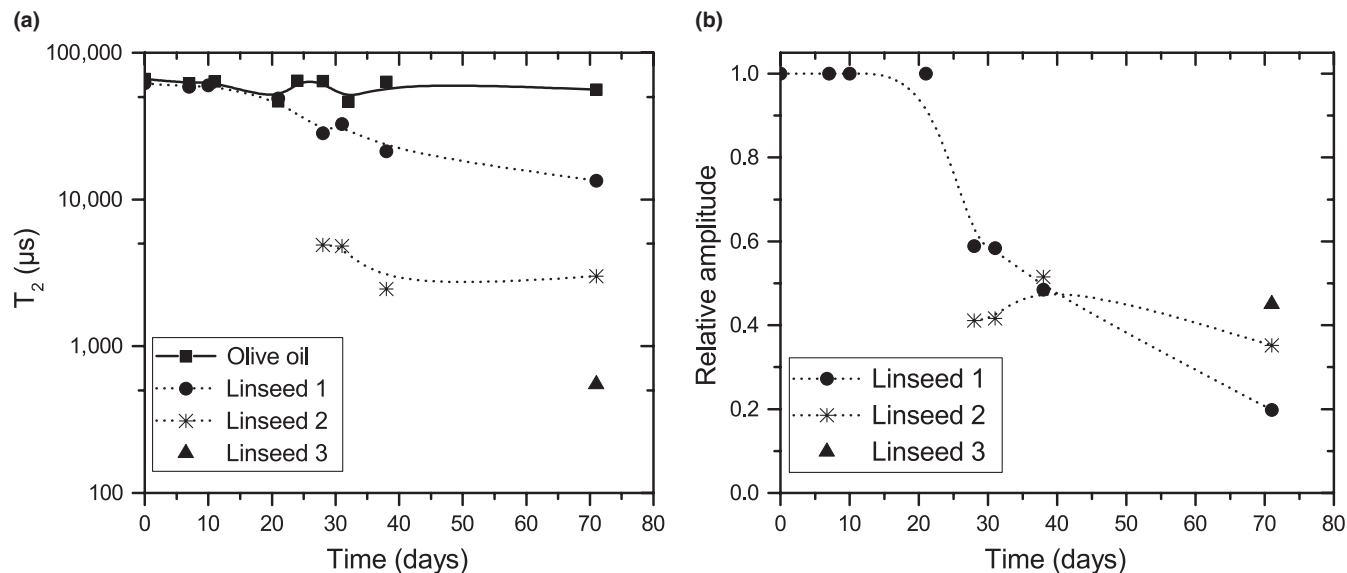 (a)
100,000
10,000
1,000
100
T2 (μs)
Olive oil
Linseed 1
Linseed 2
Linseed 3
0 10 20 30 40 50 60 70 80
Time (days)
(b)
1.0
0.8
0.6
0.4
0.2
0.0
Relative amplitude
Linseed 1
Linseed 2
Linseed 3
0 10 20 30 40 50 60 70 80
Time (days)